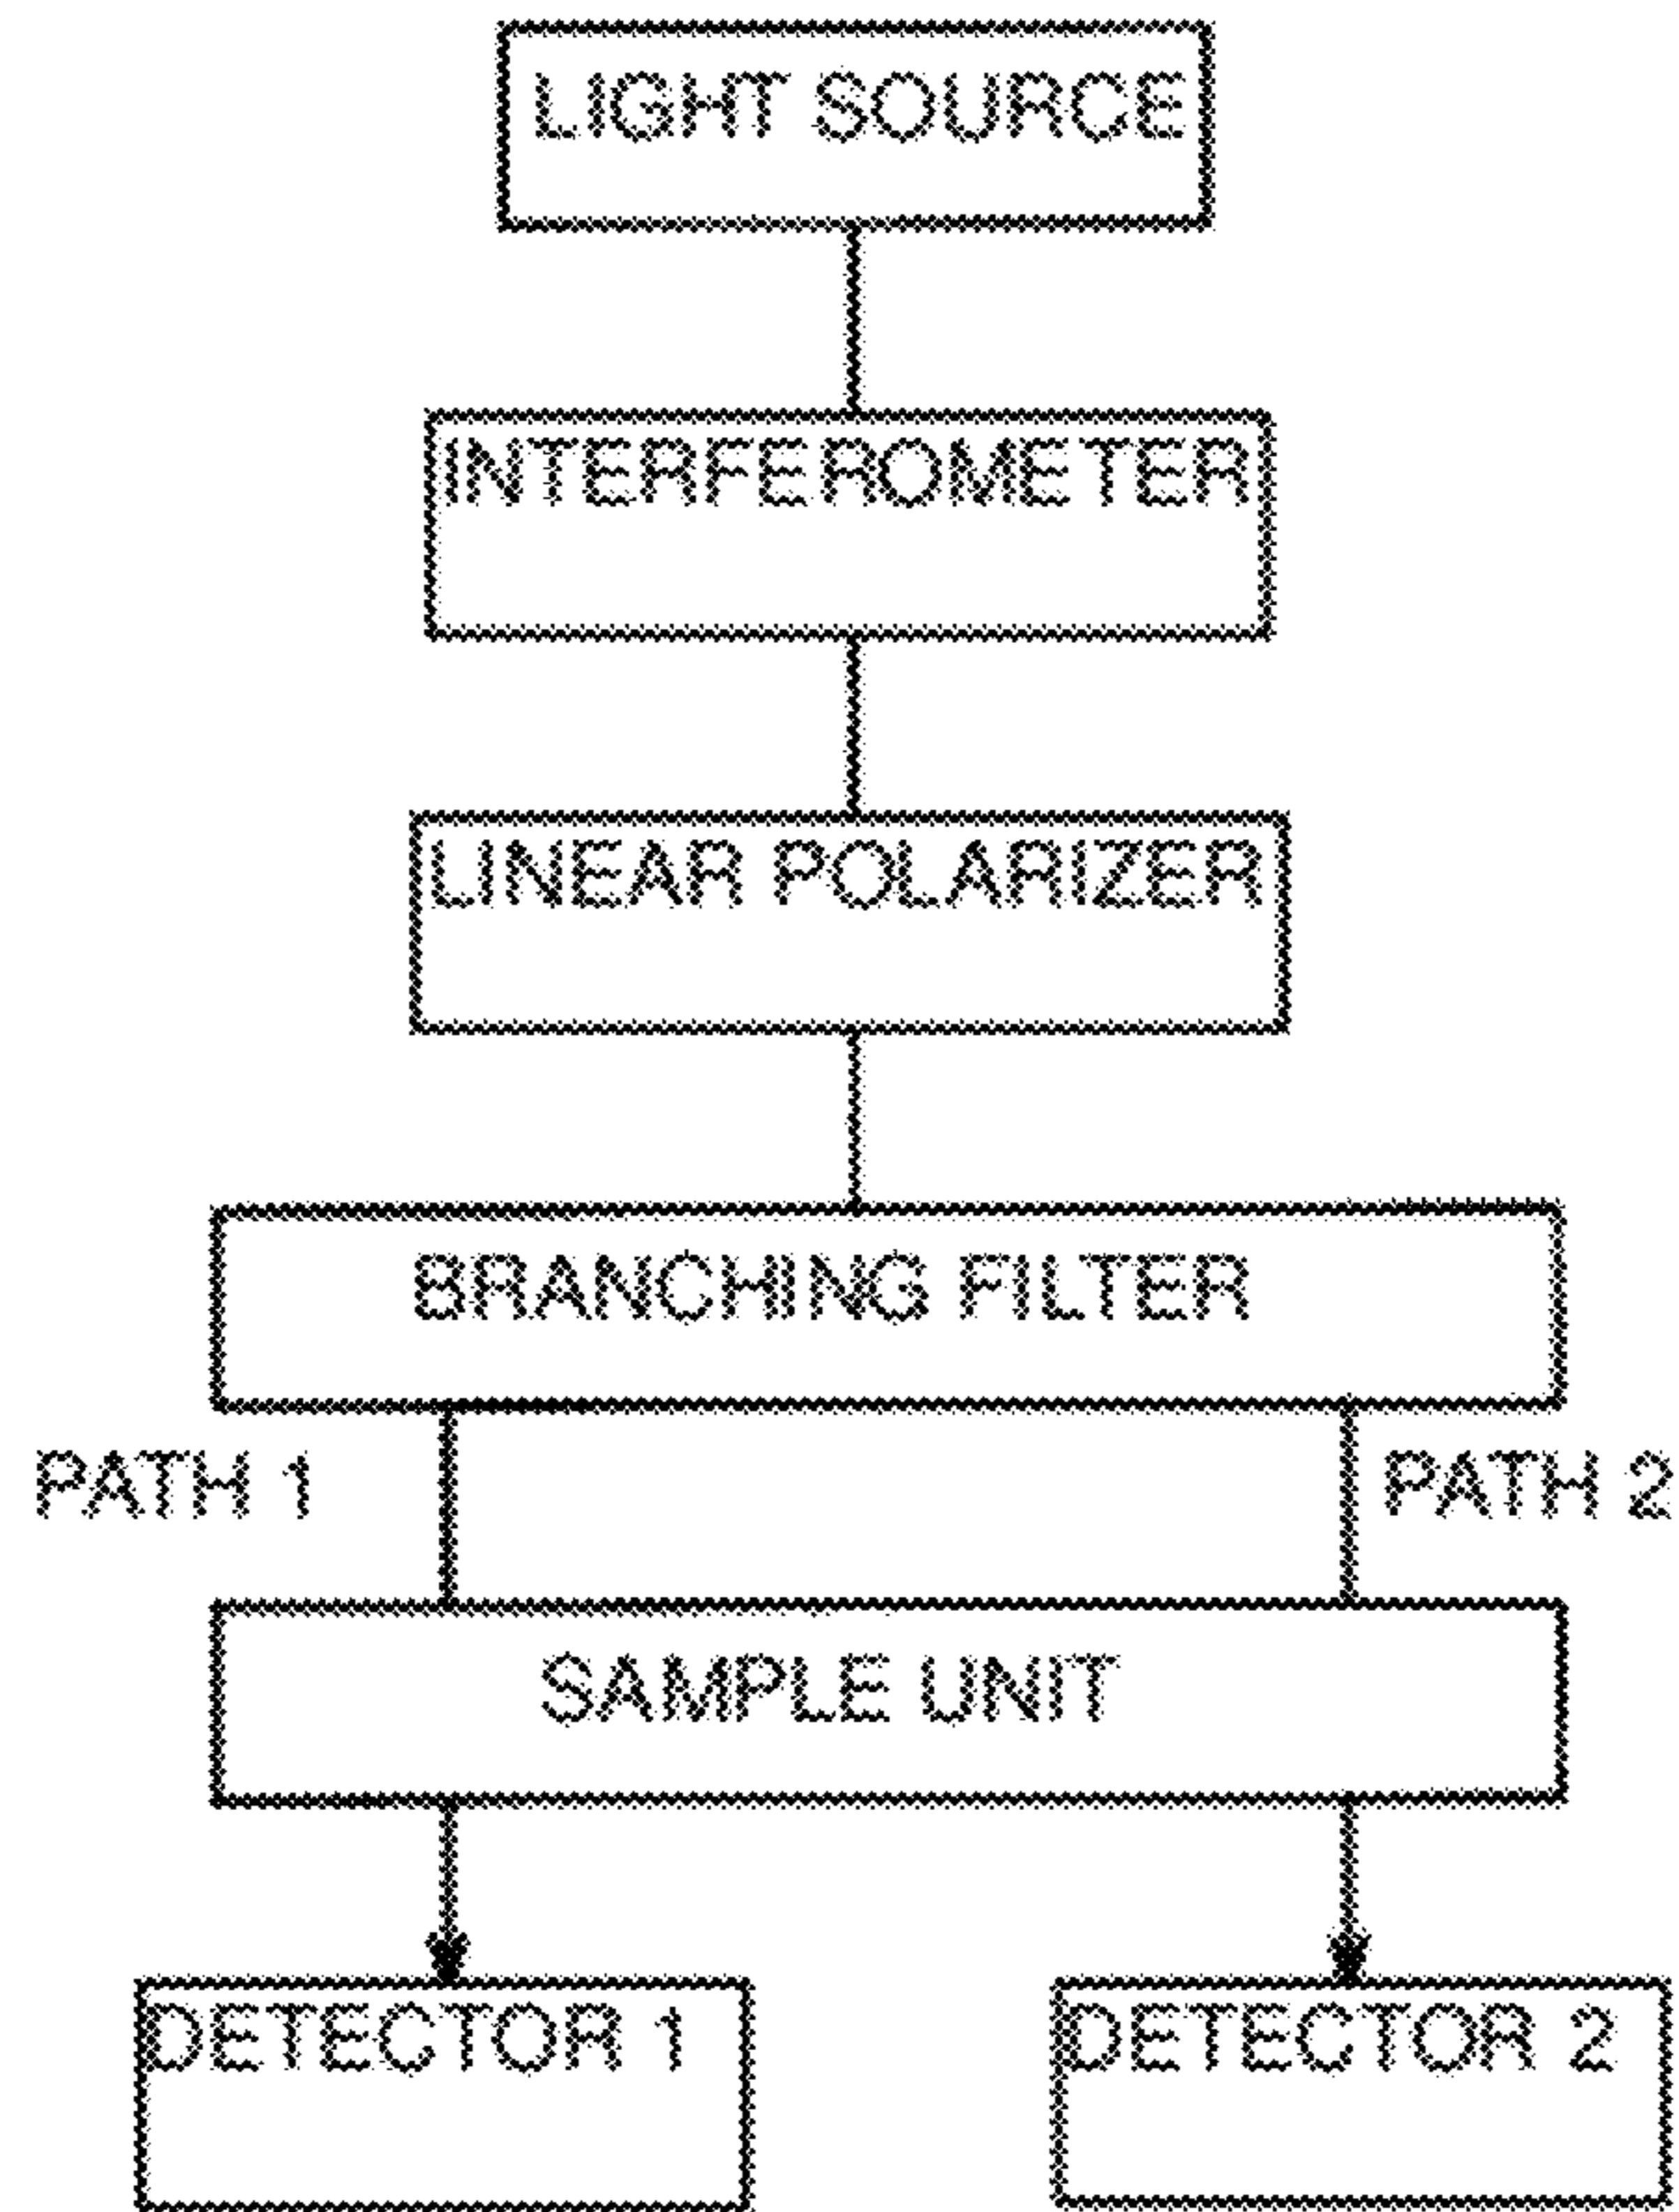 LIGHT SOURCE
INTERFEROMETER
LINEAR POLARIZER
BRANCHING FILTER
PATH 1
PATH 2
SAMPLE UNIT
DETECTOR 1
DETECTOR 2